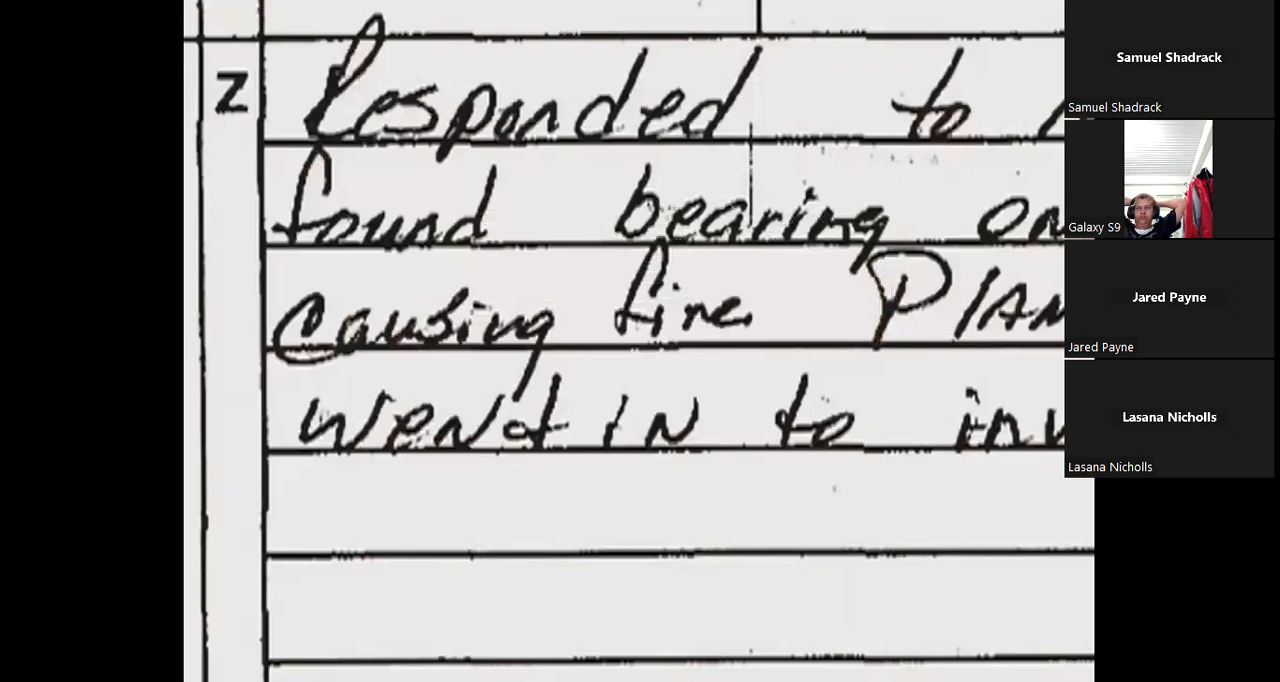 Z
Responded to
found bearing on
causing fire PlAN
weNt IN to inv
Samuel Shadrack
Samuel Shadrack
Galaxy S9
Jared Payne
Jared Payne
Lasana Nicholls
Lasana Nicholls